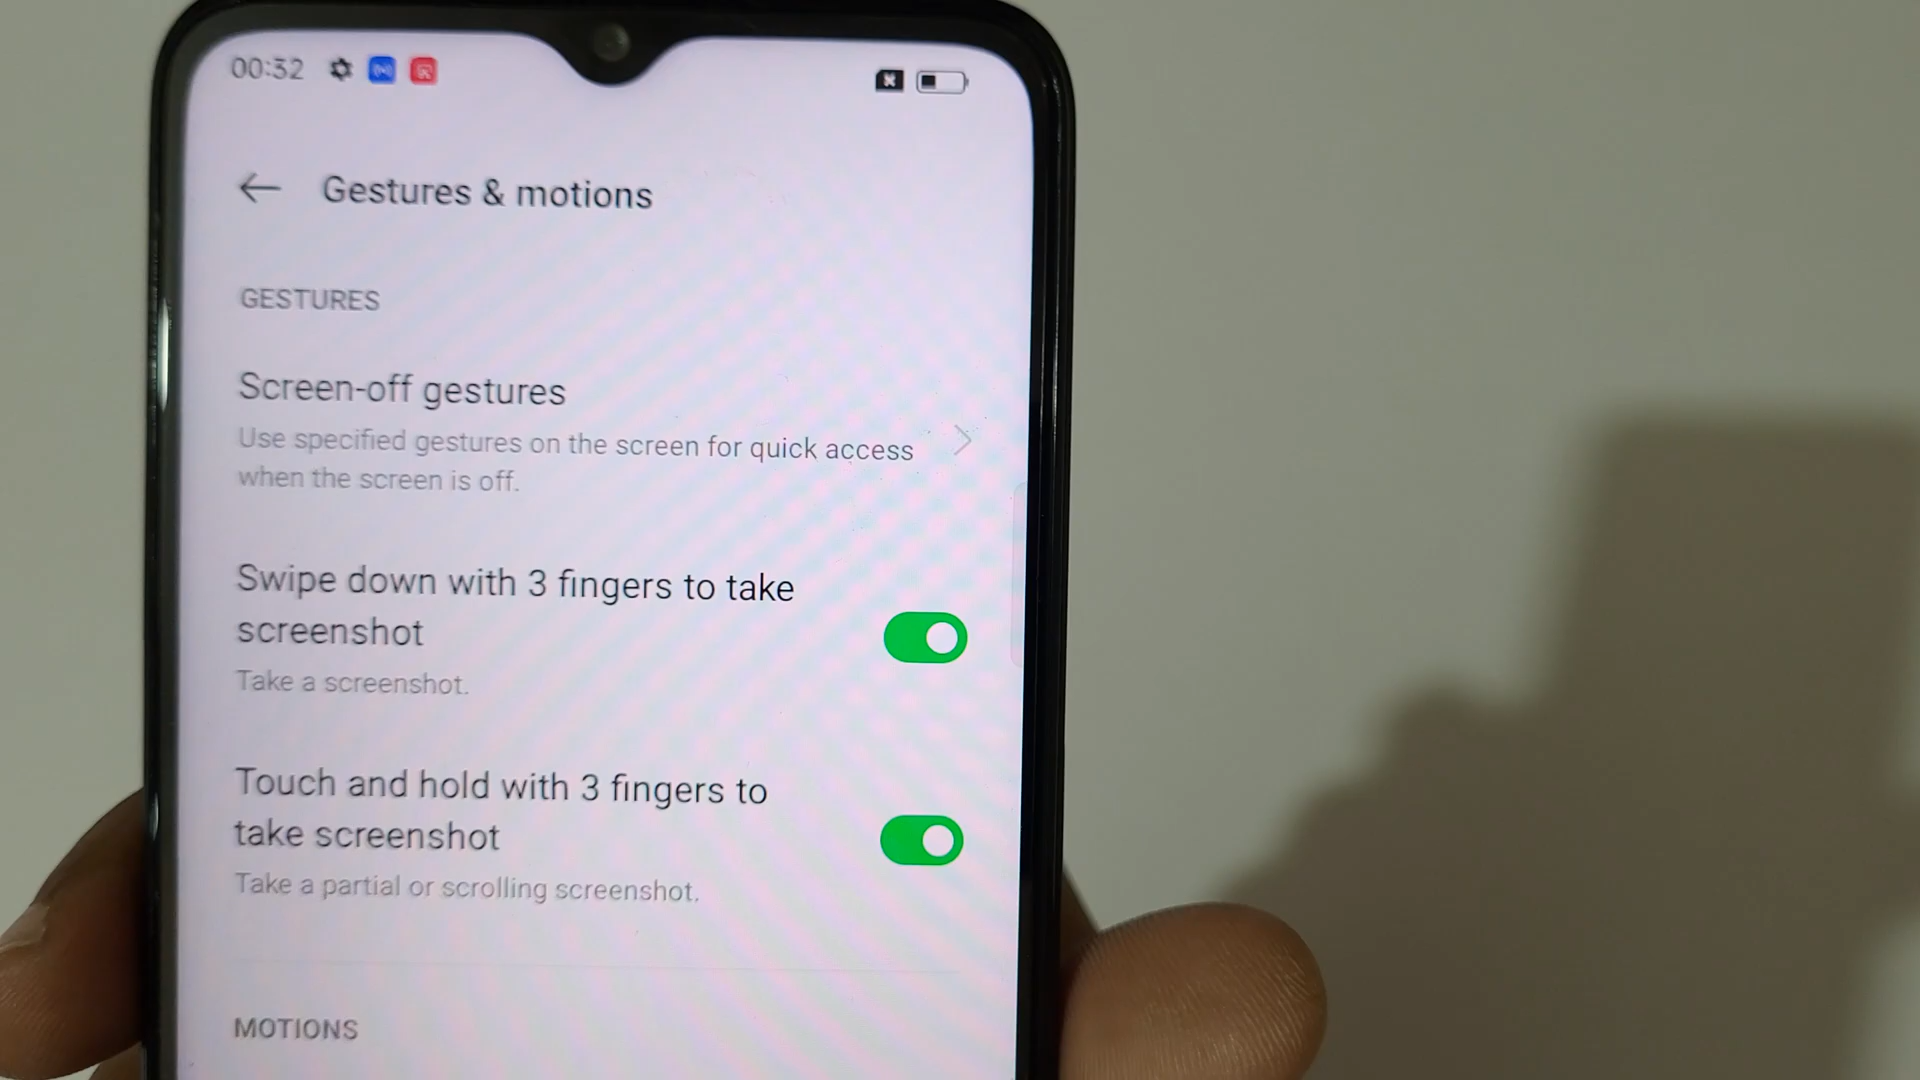 00:32
Gestures & motions
GESTURES
Screen-off gestures
Use specified gestures on the screen for quick access
when the screen is off.
Swipe down with 3 fingers to take
screenshot
Take a screenshot.
Touch and hold with 3 fingers to
take screenshot
Take a partial or scrolling screenshot.
MOTIONS